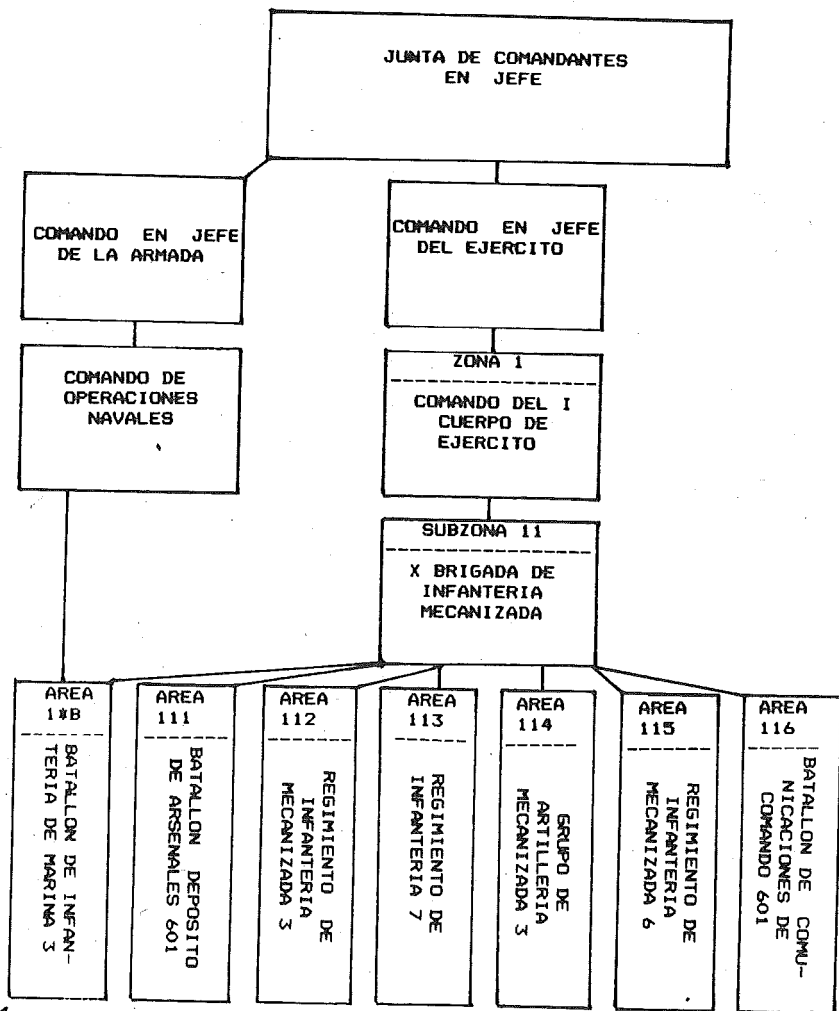 JUNTA DE COMANDANTES
EN JEFE
COMANDO EN JEFE
DE LA ARMADA
COMANDO EN JEFE
DEL EJERCITO
COMANDO DE
OPERACIONES
NAVALES
ZONA 1
COMANDO DEL I
CUERPO DE
EJERCITO
SUBZONA 11
X BRIGADA DE
INFANTERIA
MECANIZADA
AREA
1*B
BATALLON DE INFAN-
TERIA DE MARINA 3
AREA
111
BATALLON DEPOSITO
DE ARSENALES 601
AREA
112
REGIMIENTO DE
INFANTERIA
MECANIZADA 3
AREA
113
REGIMIENTO DE
INFANTERIA 7
AREA
114
GRUPO DE
ARTILLERIA
MECANIZADA 3
AREA
115
REGIMIENTO DE
INFANTERIA
MECANIZADA 6
AREA
116
BATALLON DE COMU-
NICACIONES DE
COMANDO 601